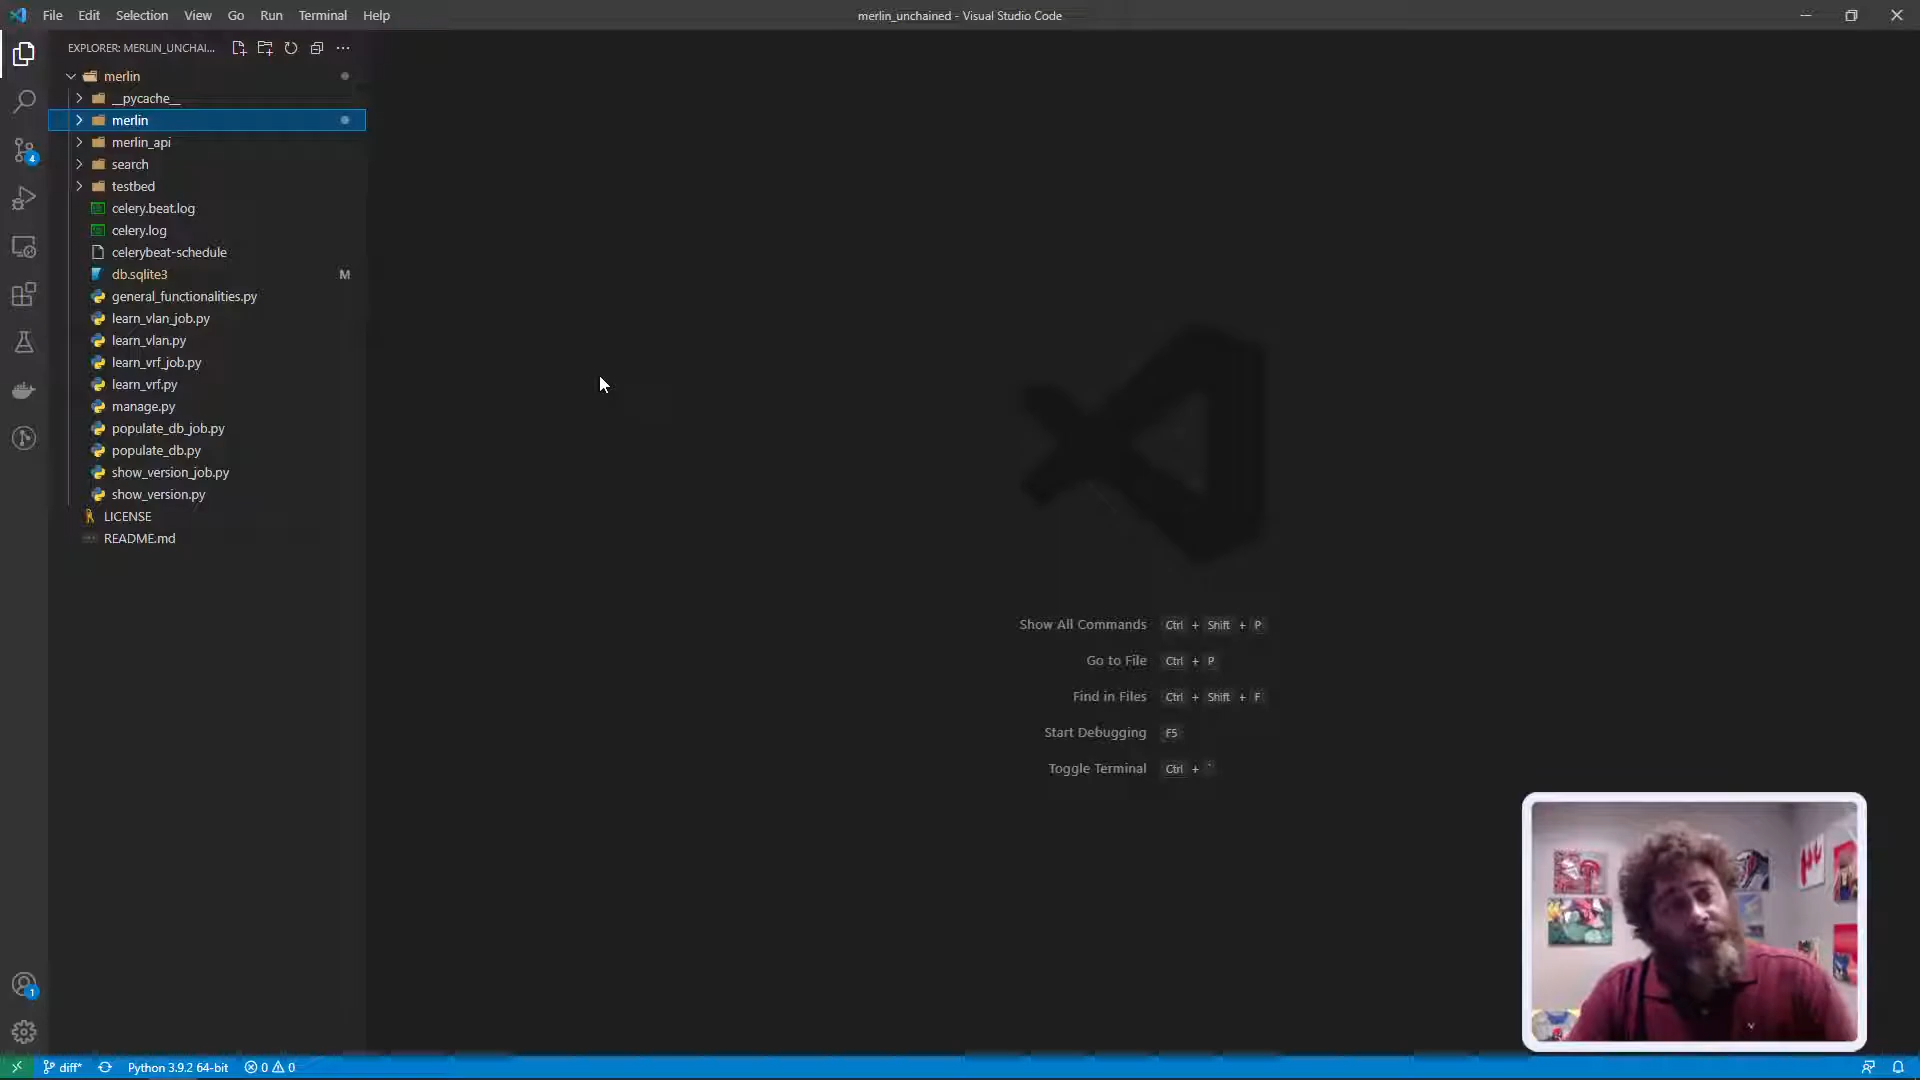 File Edit Selection View Go Run Terminal Help
merlin_unchained - Visual Studio Code
EXPLORER: MERLIN_UNCHAI...
merlin
__pycache__
merlin
merlin_api
search
testbed
celery.beat.log
celery.log
celerybeat-schedule
db.sqlite3 M
general_functionalities.py
learn_vlan_job.py
learn_vlan.py
learn_vrf_job.py
learn_vrf.py
manage.py
populate_db_job.py
populate_db.py
show_version_job.py
show_version.py
LICENSE
README.md
4
Show All Commands Ctrl + Shift + P
Go to File Ctrl + P
Find in Files Ctrl + Shift + F
Start Debugging F5
Toggle Terminal Ctrl + `
1
diff* Python 3.9.2 64-bit 0 0